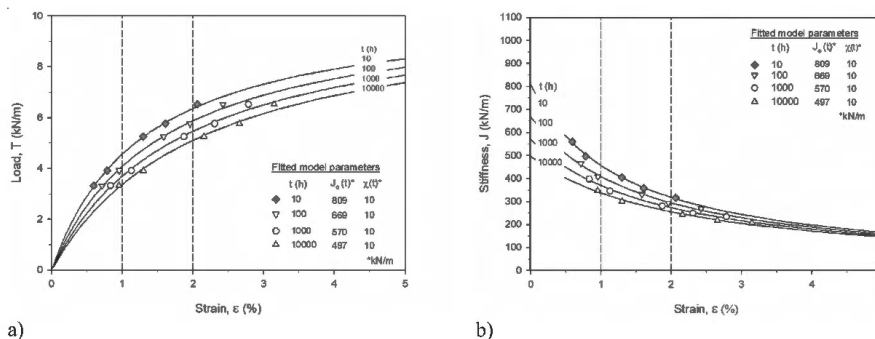 10
8
6
4
2
0
Load, T (kN/m)
t (h)
10
100
1000
10000
Fitted model parameters
t (h) Jo (t)* χ(t)*
10 809 10
100 669 10
1000 570 10
10000 497 10
*kN/m
0 1 2 3 4 5
Strain, ε (%)
a)
1100
1000
900
800
700
600
500
400
300
200
100
0
Stiffness, J (kN/m)
t (h)
10
100
1000
10000
Fitted model parameters
t (h) Jo (t)* χ(t)*
10 809 10
100 669 10
1000 570 10
10000 497 10
*kN/m
0 1 2 3 4
Strain, ε (%)
b)